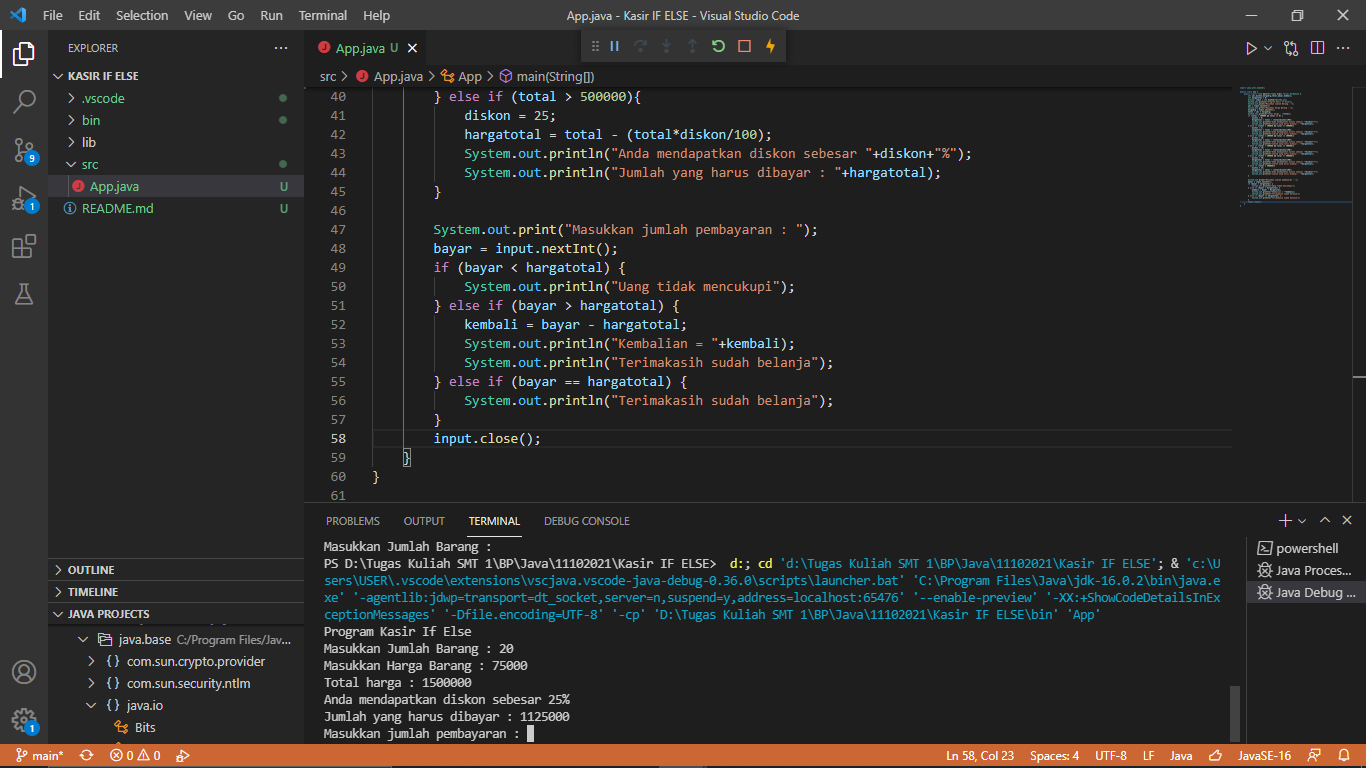 File Edit Selection View Go Run Terminal Help
App.java - Kasir IF ELSE - Visual Studio Code
EXPLORER
KASIR IF ELSE
.vscode
bin
lib
src
App.java U
README.md U
OUTLINE
TIMELINE
JAVA PROJECTS
java.base C:/Program Files/Jav...
{} com.sun.crypto.provider
{} com.sun.security.ntlm
{} java.io
Bits
9
1
1
App.java U
src > App.java > App > main(String[])
40 } else if (total > 500000){
41 diskon = 25;
42 hargatotal = total - (total*diskon/100);
43 System.out.println("Anda mendapatkan diskon sebesar "+diskon+"%");
44 System.out.println("Jumlah yang harus dibayar : "+hargatotal);
45 }
46
47 System.out.print("Masukkan jumlah pembayaran : ");
48 bayar = input.nextInt();
49 if (bayar < hargatotal) {
50 System.out.println("Uang tidak mencukupi");
51 } else if (bayar > hargatotal) {
52 kembali = bayar - hargatotal;
53 System.out.println("Kembalian = "+kembali);
54 System.out.println("Terimakasih sudah belanja");
55 } else if (bayar == hargatotal) {
56 System.out.println("Terimakasih sudah belanja");
57 }
58 input.close();
59 }
60 }
61
PROBLEMS OUTPUT TERMINAL DEBUG CONSOLE
Masukkan Jumlah Barang :
PS D:\Tugas Kuliah SMT 1\BP\Java\11102021\Kasir IF ELSE> d:; cd 'd:\Tugas Kuliah SMT 1\BP\Java\11102021\Kasir IF ELSE'; & 'c:\U
sers\USER\.vscode\extensions\vscjava.vscode-java-debug-0.36.0\scripts\launcher.bat' 'C:\Program Files\Java\jdk-16.0.2\bin\java.e
xe' '-agentlib:jdwp=transport=dt_socket,server=n,suspend=y,address=localhost:65476' '--enable-preview' '-XX:+ShowCodeDetailsInEx
ceptionMessages' '-Dfile.encoding=UTF-8' '-cp' 'D:\Tugas Kuliah SMT 1\BP\Java\11102021\Kasir IF ELSE\bin' 'App'
Program Kasir If Else
Masukkan Jumlah Barang : 20
Masukkan Harga Barang : 75000
Total harga : 1500000
Anda mendapatkan diskon sebesar 25%
Jumlah yang harus dibayar : 1125000
Masukkan jumlah pembayaran :
powershell
Java Proces...
Java Debug ...
main* 0 0
Ln 58, Col 23 Spaces: 4 UTF-8 LF Java JavaSE-16